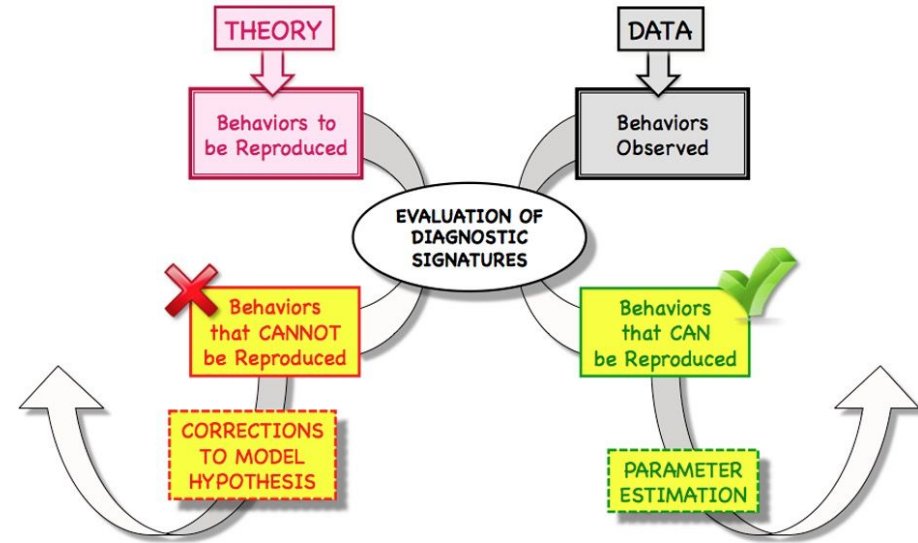 THEORY
DATA
Behaviors to
be Reproduced
Behaviors
Observed
EVALUATION OF
DIAGNOSTIC
SIGNATURES
Behaviors
that CANNOT
be Reproduced
Behaviors
that CAN
be Reproduced
CORRECTIONS
TO MODEL
HYPOTHESIS
PARAMETER
ESTIMATION